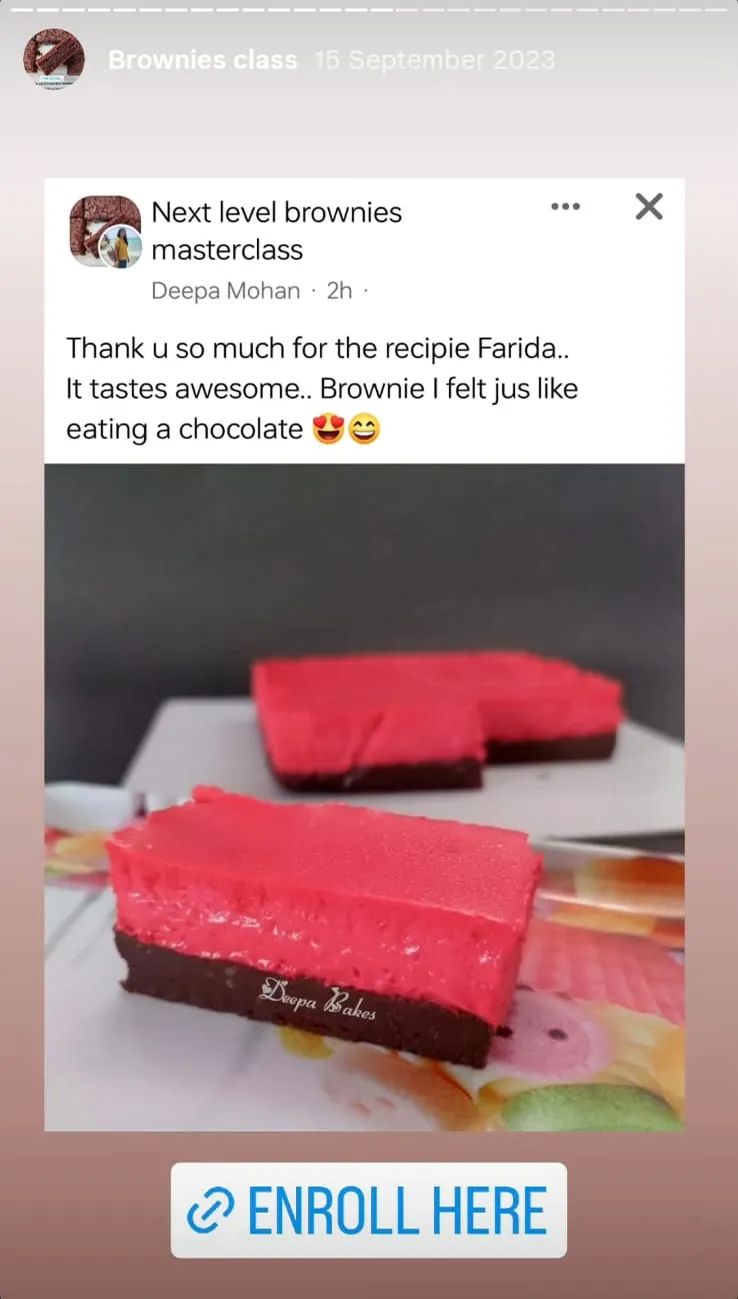 Brownies class 15 September 2023
Next level brownies
masterclass
Deepa Mohan · 2h ·
Thank u so much for the recipie Farida..
It tastes awesome.. Brownie I felt jus like
eating a chocolate 😍😄
Deepa Bakes
ENROLL HERE